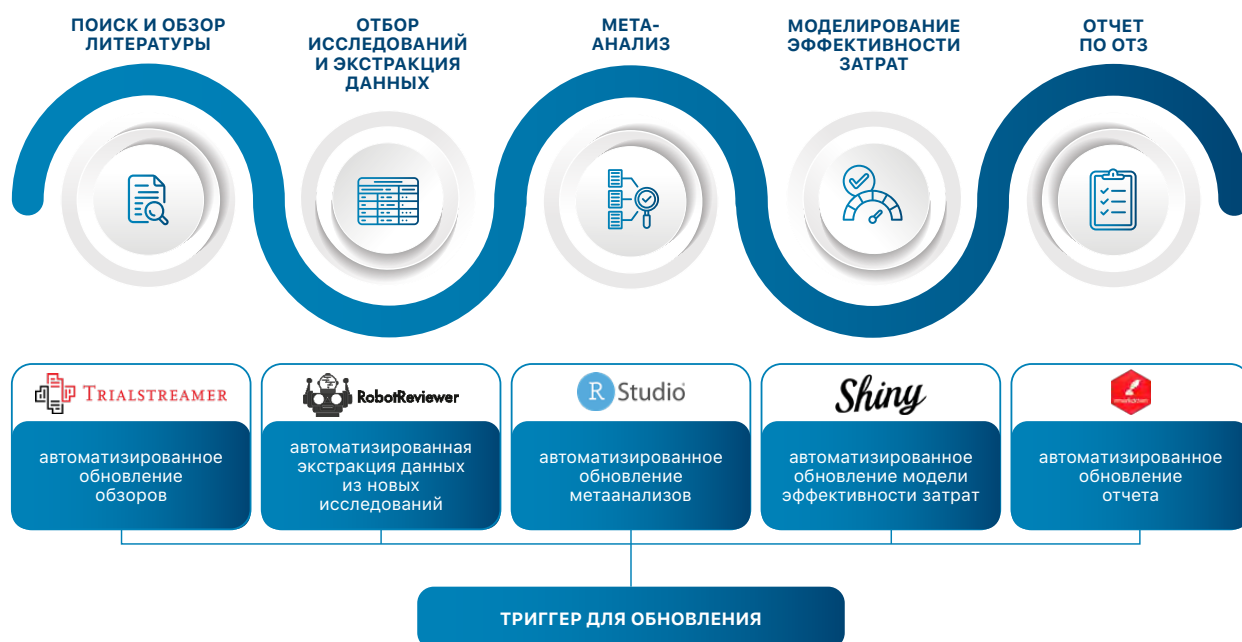 ПОИСК И ОБЗОР
ЛИТЕРАТУРЫ
ОТБОР
ИССЛЕДОВАНИЙ
И ЭКСТРАКЦИЯ
ДАННЫХ
МЕТА-
АНАЛИЗ
МОДЕЛИРОВАНИЕ
ЭФФЕКТИВНОСТИ
ЗАТРАТ
ОТЧЕТ
ПО ОТЗ
TRIALSTREAMER
RobotReviewer
R Studio
Shiny
rmarkdown
автоматизированное
обновление
обзоров
автоматизированная
экстракция данных
из новых
исследований
автоматизированное
обновление
метаанализов
автоматизированное
обновление модели
эффективности затрат
автоматизированное
обновление
отчета
ТРИГГЕР ДЛЯ ОБНОВЛЕНИЯ